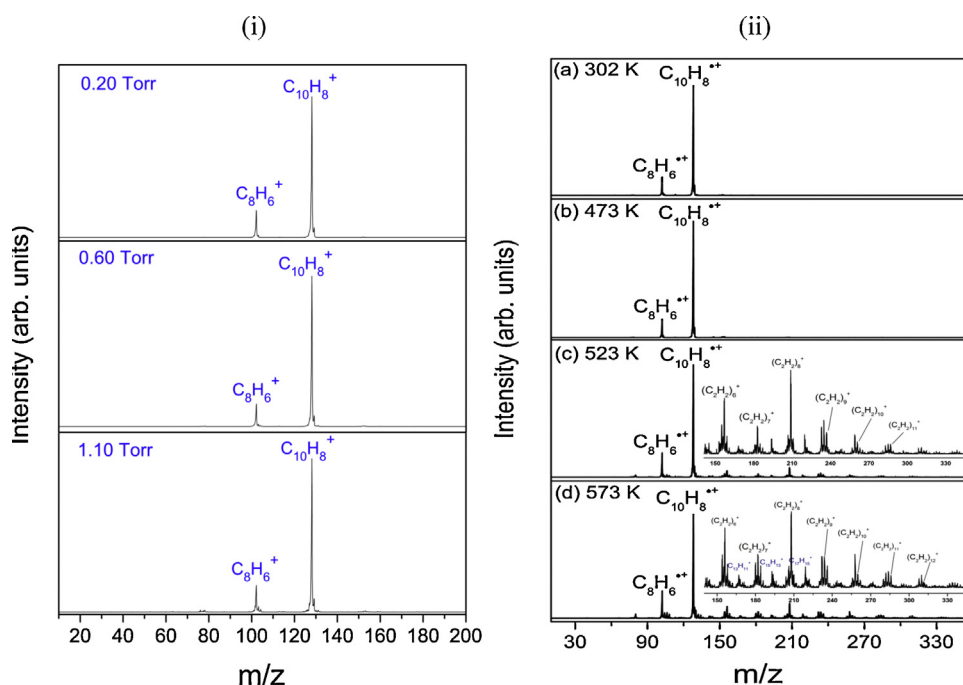 (i)
0.20 Torr
C₁₀H₈⁺
C₈H₆⁺
0.60 Torr
C₁₀H₈⁺
C₈H₆⁺
1.10 Torr
C₁₀H₈⁺
C₈H₆⁺
Intensity (arb. units)
20 40 60 80 100 120 140 160 180 200
m/z
(ii)
(a) 302 K
C₁₀H₈•⁺
C₈H₆•⁺
(b) 473 K
C₁₀H₈•⁺
C₈H₆•⁺
(c) 523 K
C₁₀H₈•⁺
C₈H₆•⁺
(C₂H₂)₆⁺
(C₂H₂)₇⁺
(C₂H₂)₈⁺
(C₂H₂)₉⁺
(C₂H₂)₁₀⁺
(C₂H₂)₁₁⁺
150 180 210 240 270 300 330
(d) 573 K
C₁₀H₈•⁺
C₈H₆•⁺
(C₂H₂)₆⁺
(C₂H₂)₇⁺
(C₂H₂)₈⁺
(C₂H₂)₉⁺
(C₂H₂)₁₀⁺
(C₂H₂)₁₁⁺
(C₂H₂)₁₂⁺
150 180 210 240 270 300 330
Intensity (arb. units)
30 90 150 210 270 330
m/z